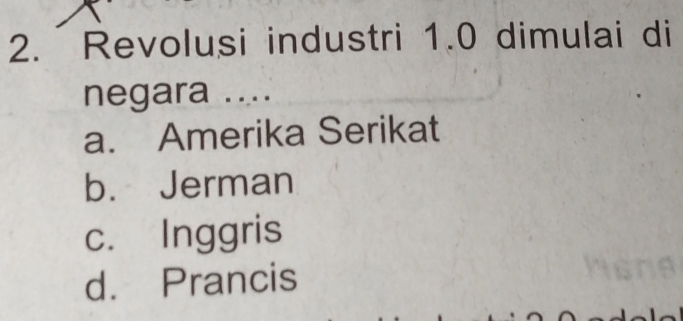 2. Revolusi industri 1.0 dimulai di
negara ....
a. Amerika Serikat
b. Jerman
c. Inggris
d. Prancis